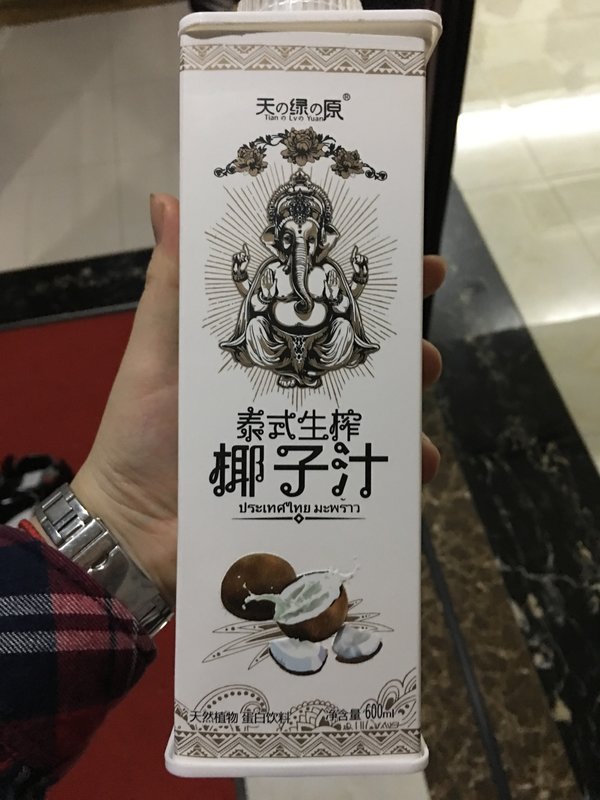 天の绿の原®
Tian の Lv の Yuan
泰式生榨
椰子汁
ประเทศไทย มะพร้าว
天然植物 蛋白饮料
净含量 600ml